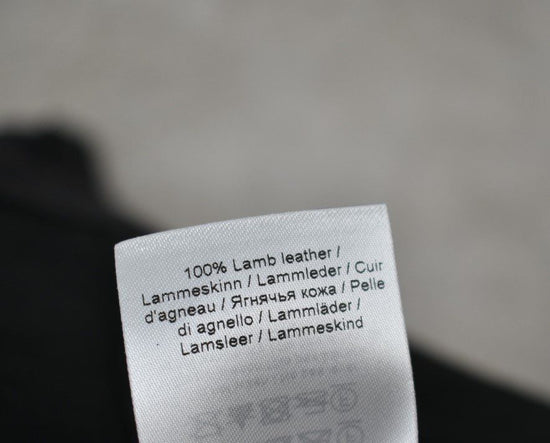 100% Lamb leather /
Lammeskinn / Lammleder / Cuir
d'agneau / Ягнячья кожа / Pelle
di agnello / Lammläder /
Lamsleer / Lammeskind